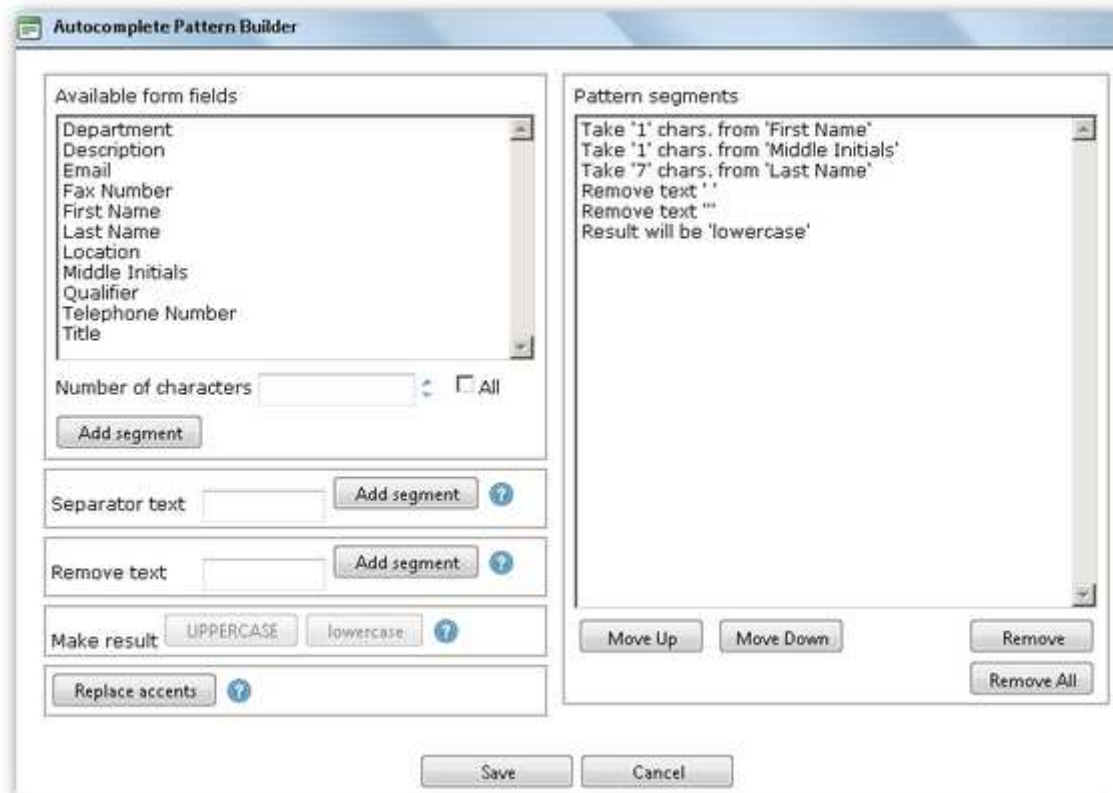 Autocomplete Pattern Builder
Available form fields
Department
Description
Email
Fax Number
First Name
Last Name
Location
Middle Initials
Qualifier
Telephone Number
Title
Number of characters All
Add segment
Separator text Add segment ?
Remove text Add segment ?
Make result UPPERCASE lowercase ?
Replace accents ?
Pattern segments
Take '1' chars. from 'First Name'
Take '1' chars. from 'Middle Initials'
Take '7' chars. from 'Last Name'
Remove text ' '
Remove text '''
Result will be 'lowercase'
Move Up Move Down Remove
Remove All
Save Cancel